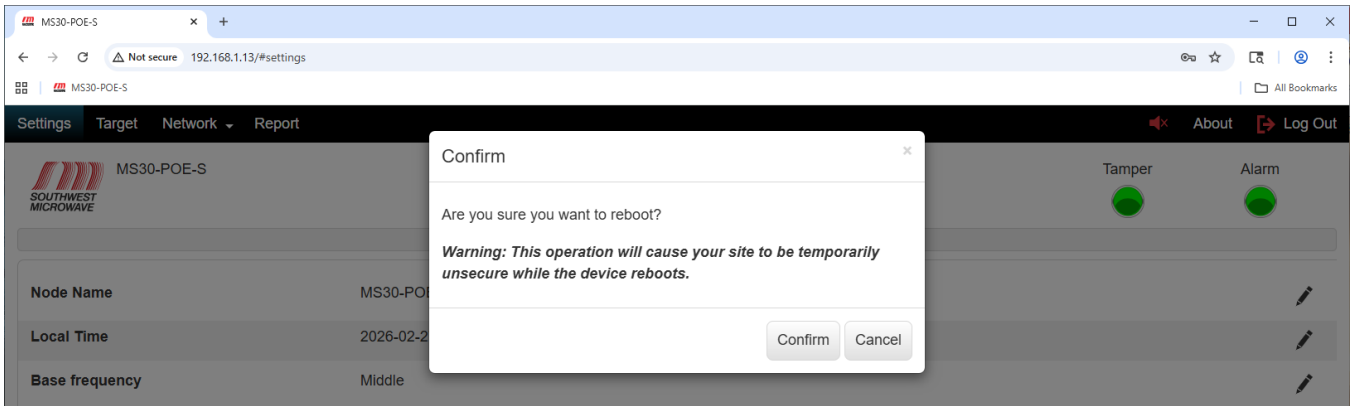 MS30-POE-S
Not secure 192.168.1.13/#settings
MS30-POE-S All Bookmarks
Settings Target Network Report About Log Out
Confirm
MS30-POE-S Tamper Alarm
SOUTHWEST
MICROWAVE
Are you sure you want to reboot?
Warning: This operation will cause your site to be temporarily
unsecure while the device reboots.
Node Name MS30-POE
Local Time 2026-02-2
Confirm Cancel
Base frequency Middle